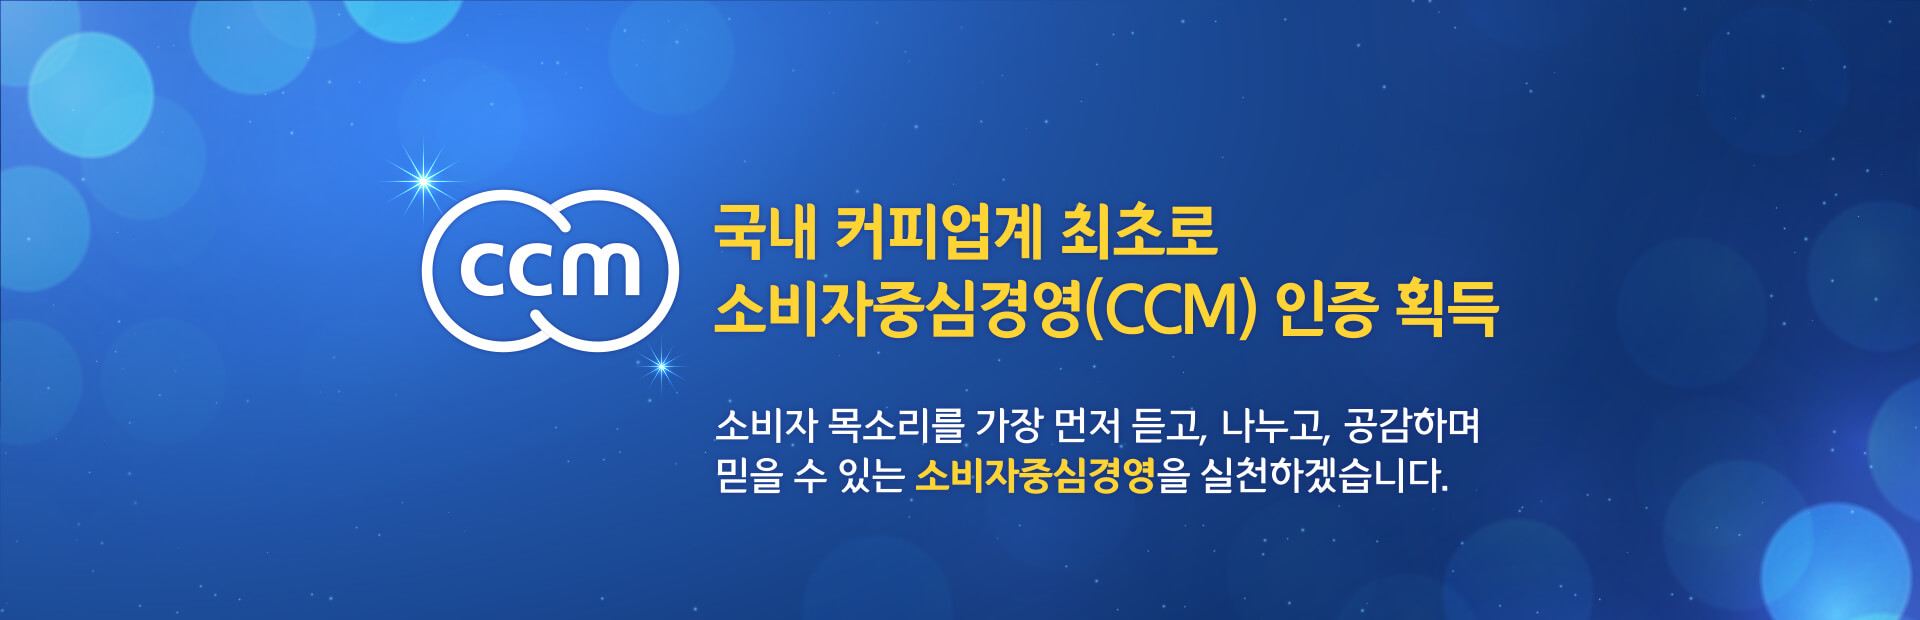 ccm
국내 커피업계 최초로
소비자중심경영(CCM) 인증 획득
소비자 목소리를 가장 먼저 듣고, 나누고, 공감하며
믿을 수 있는 소비자중심경영을 실천하겠습니다.